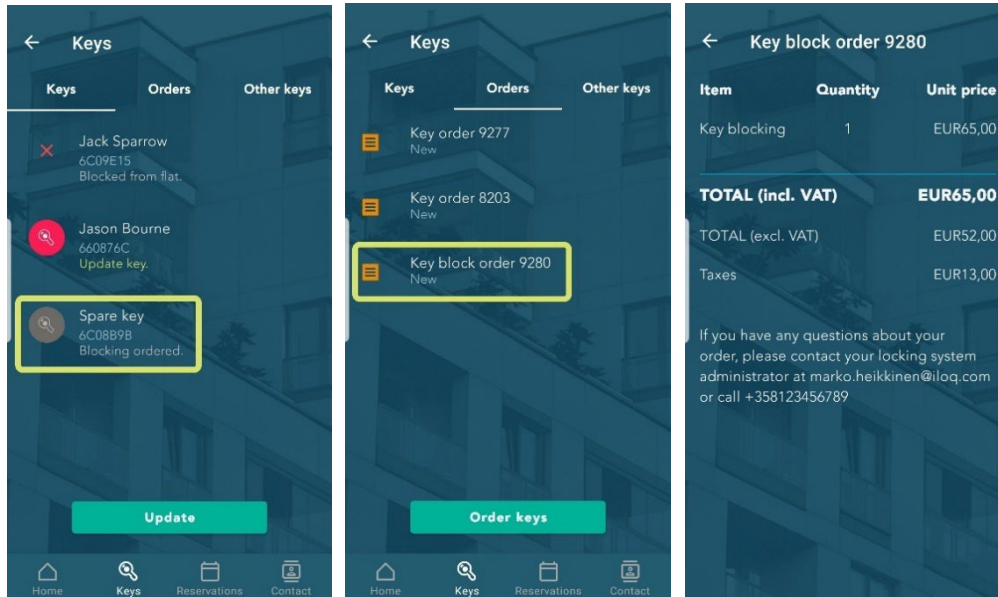 Keys
Keys Orders Other keys
Jack Sparrow
6C09E15
Blocked from flat.
Jason Bourne
660876C
Update key.
Spare key
6C08B9B
Blocking ordered.
Update
Home Keys Reservations Contact
Keys
Keys Orders Other keys
Key order 9277
New
Key order 8203
New
Key block order 9280
New
Order keys
Home Keys Reservations Contact
Key block order 9280
Item Quantity Unit price
Key blocking 1 EUR65,00
TOTAL (incl. VAT) EUR65,00
TOTAL (excl. VAT) EUR52,00
Taxes EUR13,00
If you have any questions about your
order, please contact your locking system
administrator at marko.heikkinen@iloq.com
or call +358123456789